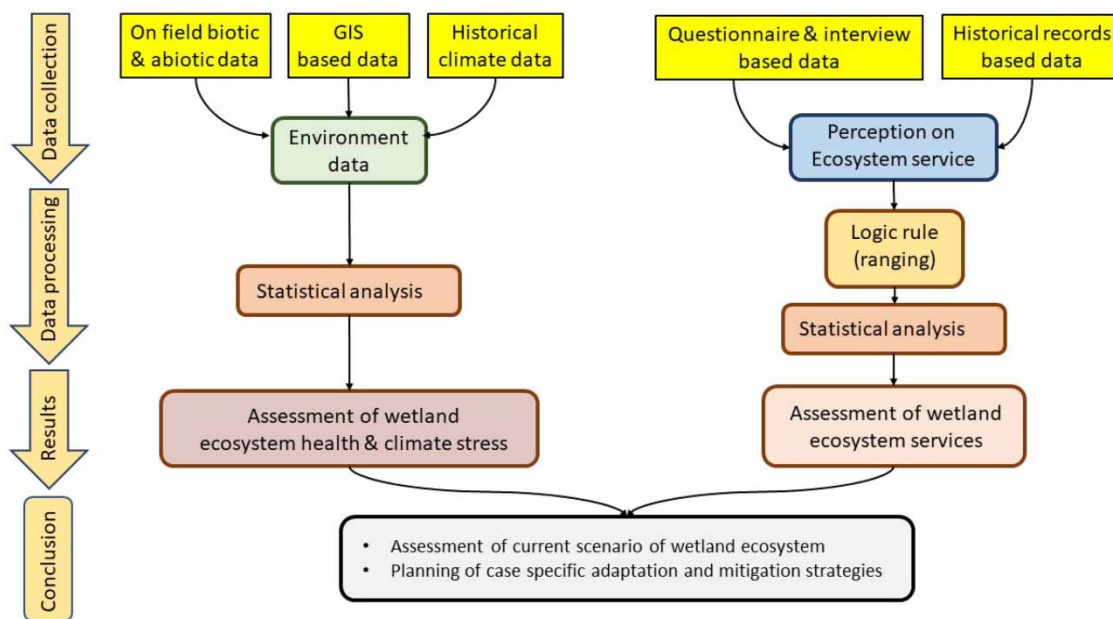 Data collection
On field biotic
& abiotic data
GIS
based data
Historical
climate data
Questionnaire & interview
based data
Historical records
based data
Environment
data
Perception on
Ecosystem service
Data processing
Logic rule
(ranging)
Statistical analysis
Statistical analysis
Results
Assessment of wetland
ecosystem health & climate stress
Assessment of wetland
ecosystem services
Conclusion
• Assessment of current scenario of wetland ecosystem
• Planning of case specific adaptation and mitigation strategies